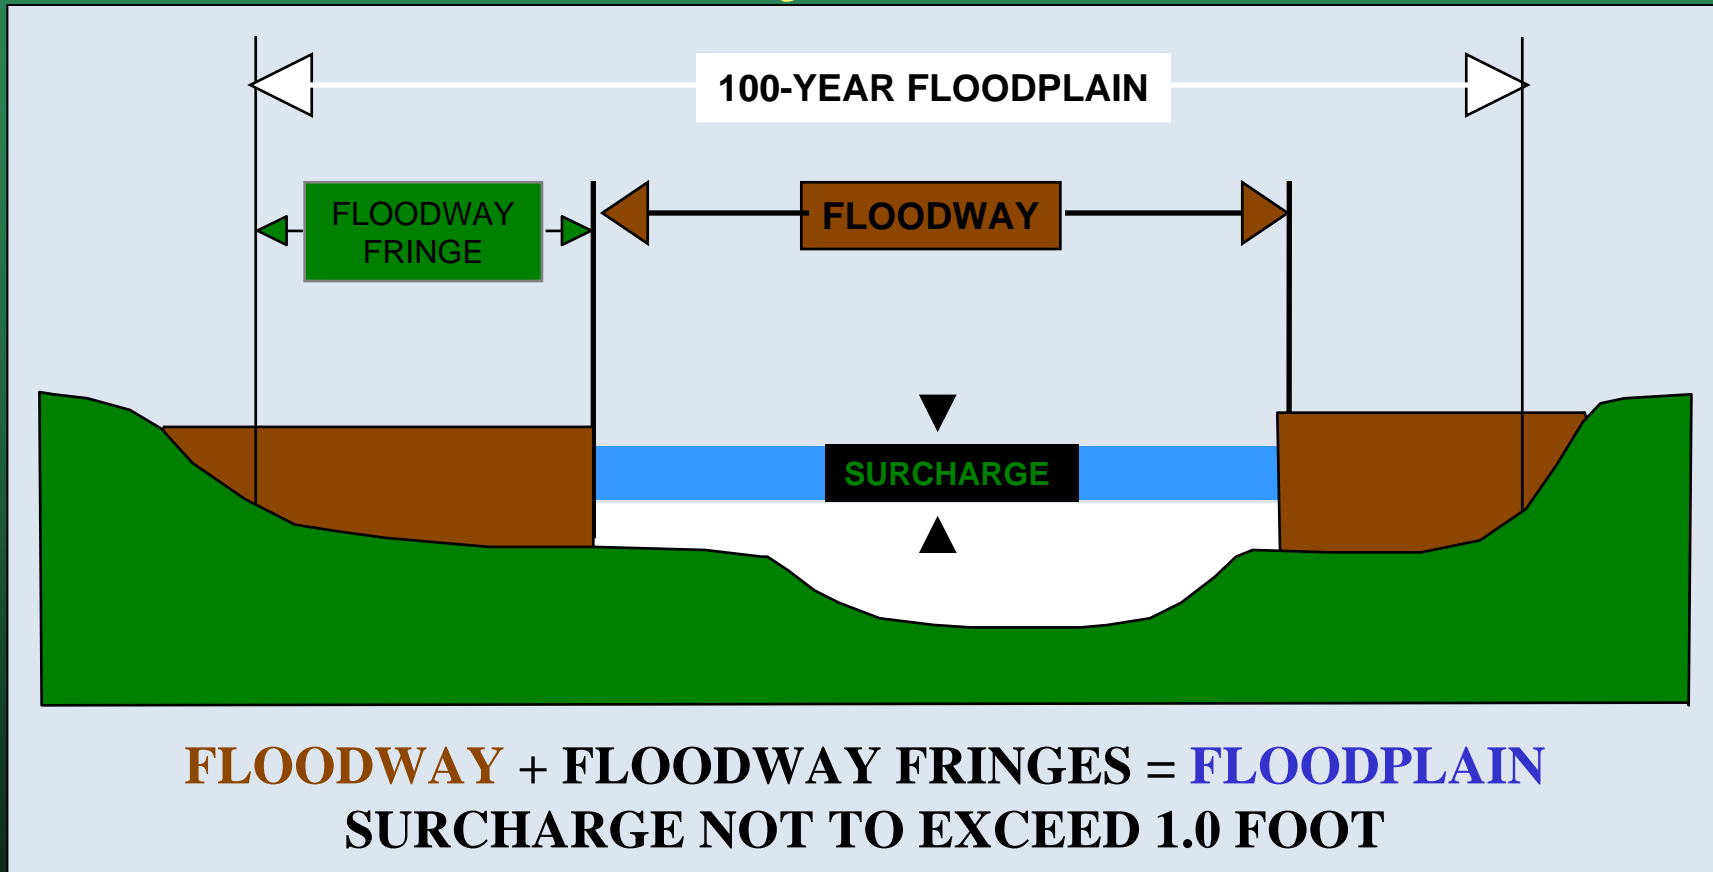 100-YEAR FLOODPLAIN
FLOODWAY
FRINGE
FLOODWAY
SURCHARGE
FLOODWAY + FLOODWAY FRINGES = FLOODPLAIN
SURCHARGE NOT TO EXCEED 1.0 FOOT